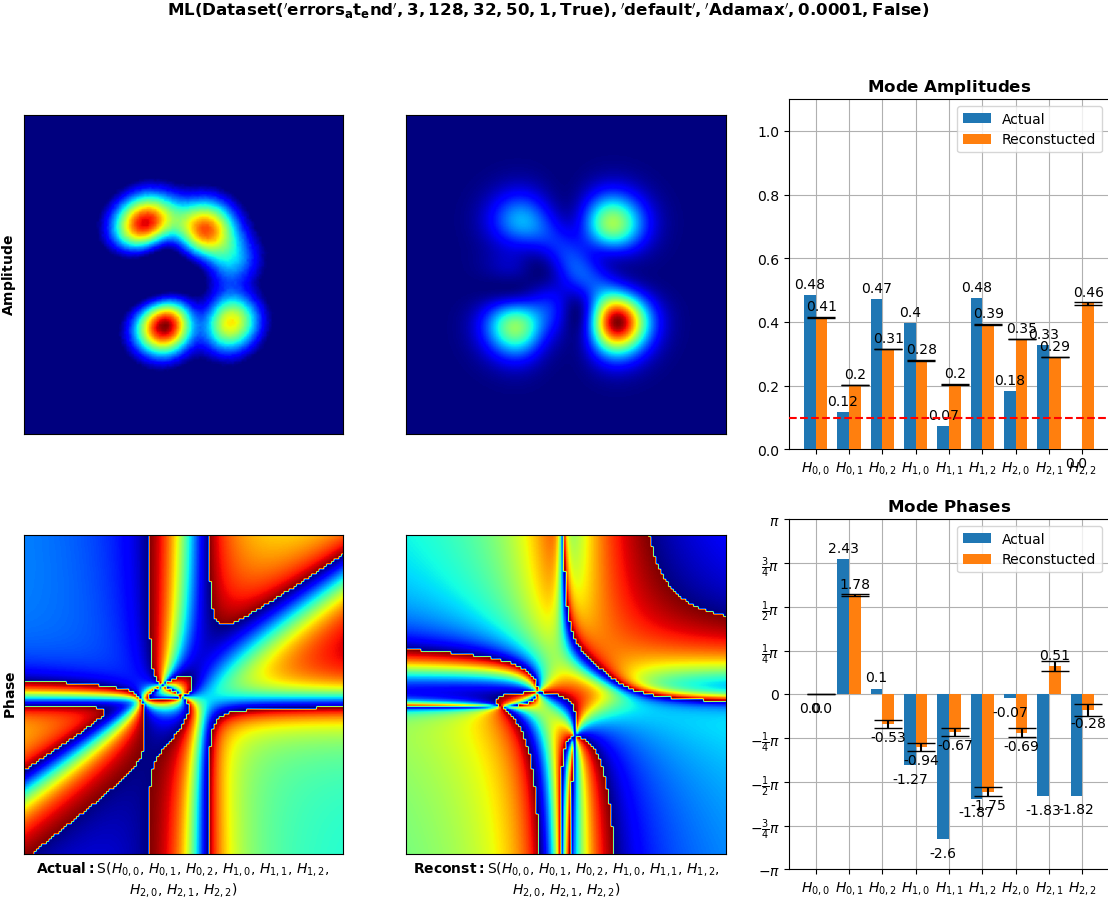 ML(Dataset('errors_at_end', 3, 128, 32, 50, 1, True), 'default', 'Adamax', 0.0001, False)
Amplitude
Mode Amplitudes
Actual
Reconstucted
1.0
0.8
0.6
0.4
0.2
0.0
0.48
0.41
0.12
0.2
0.47
0.31
0.4
0.28
0.07
0.2
0.48
0.39
0.18
0.35
0.33
0.29
0.0
0.46
H0,0 H0,1 H0,2 H1,0 H1,1 H1,2 H2,0 H2,1 H2,2
Phase
Actual: S(H0,0, H0,1, H0,2, H1,0, H1,1, H1,2,
H2,0, H2,1, H2,2)
Reconst: S(H0,0, H0,1, H0,2, H1,0, H1,1, H1,2,
H2,0, H2,1, H2,2)
Mode Phases
Actual
Reconstucted
π
3/4π
1/2π
1/4π
0
−1/4π
−1/2π
−3/4π
−π
0.0
0.0
2.43
1.78
0.1
-0.53
-1.27
-0.94
-2.6
-0.67
-1.87
-1.75
-0.07
-0.69
-1.83
0.51
-1.82
-0.28
H0,0 H0,1 H0,2 H1,0 H1,1 H1,2 H2,0 H2,1 H2,2